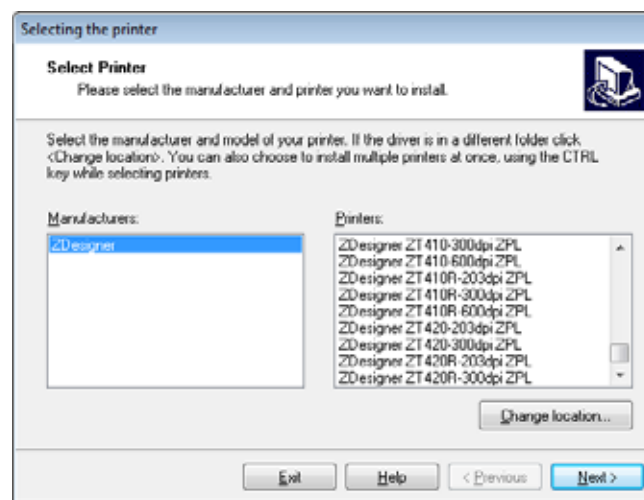 Selecting the printer
Select Printer
Please select the manufacturer and printer you want to install.
Select the manufacturer and model of your printer. If the driver is in a different folder click
<Change location>. You can also choose to install multiple printers at once, using the CTRL
key while selecting printers.
Manufacturers:
ZDesigner
Printers:
ZDesigner ZT410-300dpi ZPL
ZDesigner ZT410-600dpi ZPL
ZDesigner ZT410R-203dpi ZPL
ZDesigner ZT410R-300dpi ZPL
ZDesigner ZT410R-600dpi ZPL
ZDesigner ZT420-203dpi ZPL
ZDesigner ZT420-300dpi ZPL
ZDesigner ZT420R-203dpi ZPL
ZDesigner ZT420R-300dpi ZPL
Change location...
Exit
Help
< Previous
Next >